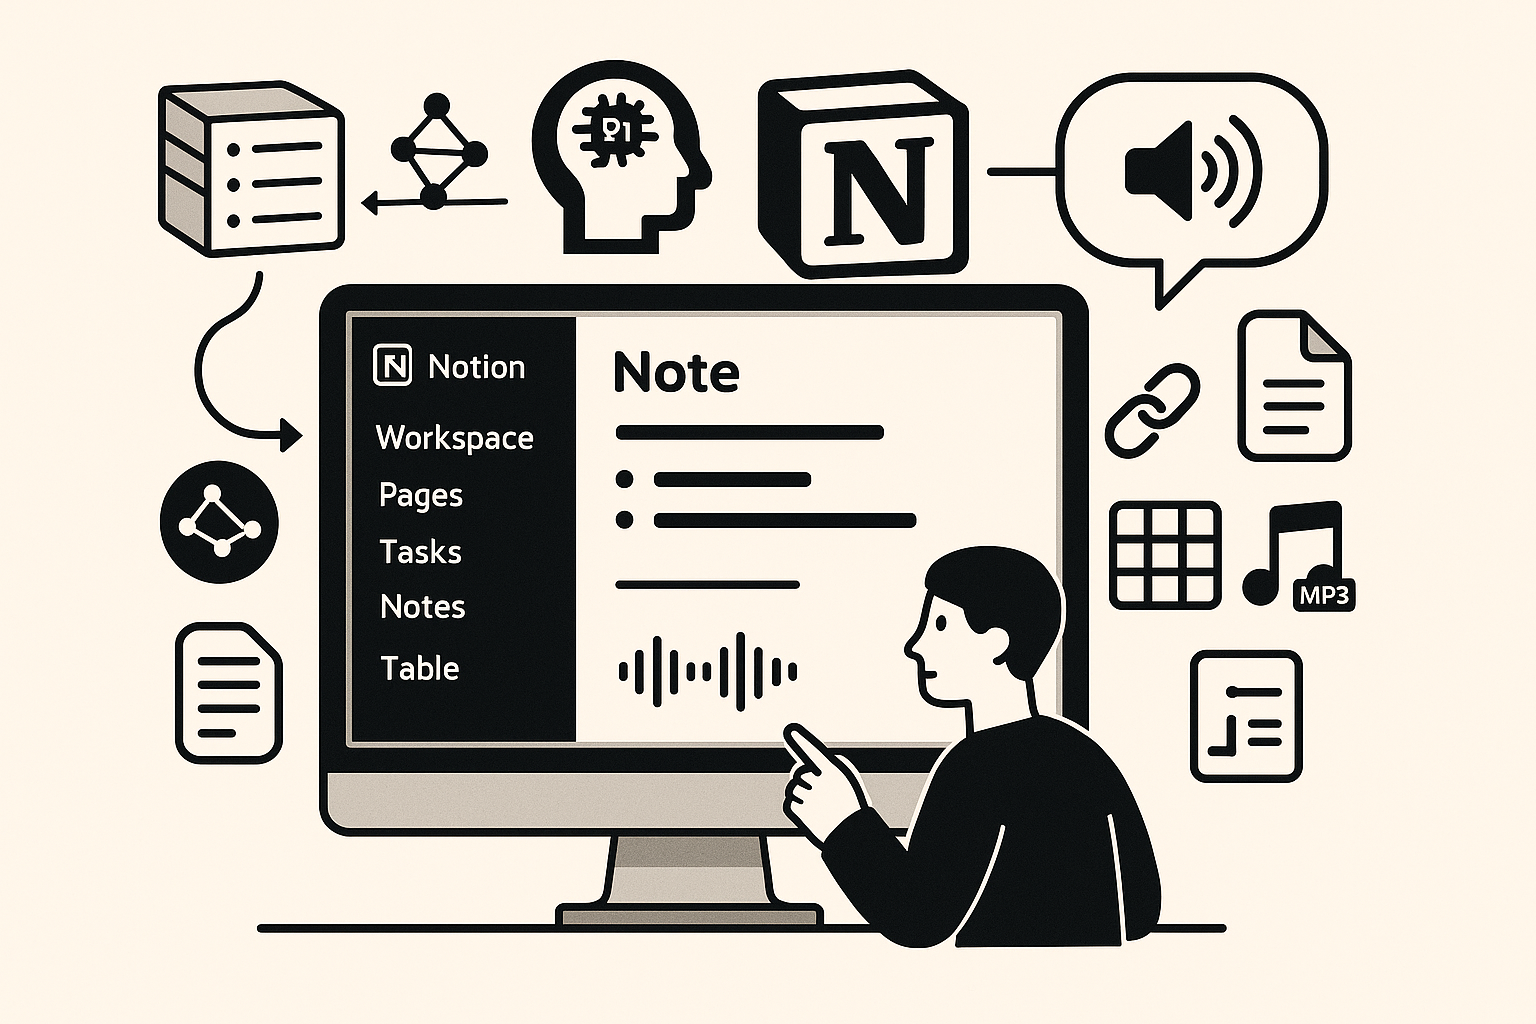 N
N Notion
Workspace
Pages
Tasks
Notes
Table
Note
MP3